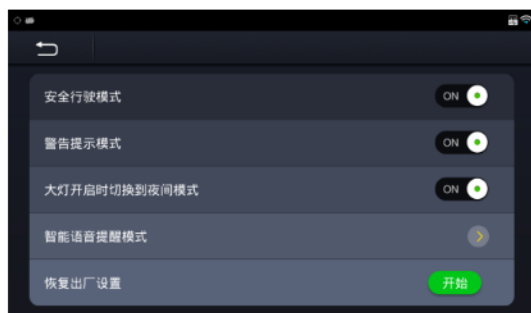 安全行驶模式
ON
警告提示模式
ON
大灯开启时切换到夜间模式
ON
智能语音提醒模式
恢复出厂设置
开始